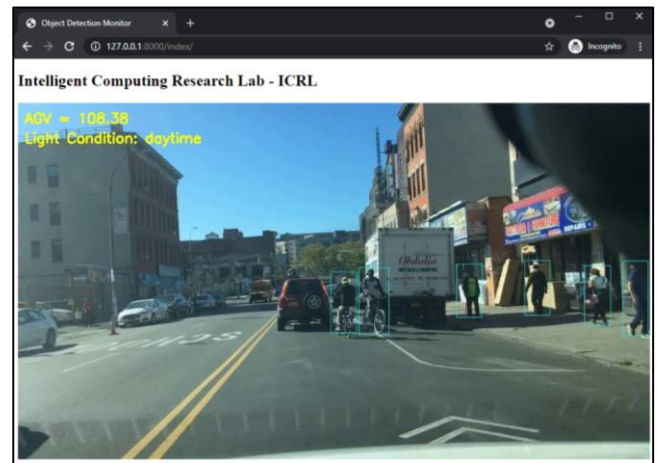 Object Detection Monitor
127.0.0.1:8000/index/
Incognito
Intelligent Computing Research Lab - ICRL
AGV = 108.38
Light Condition: daytime
REPAIRS